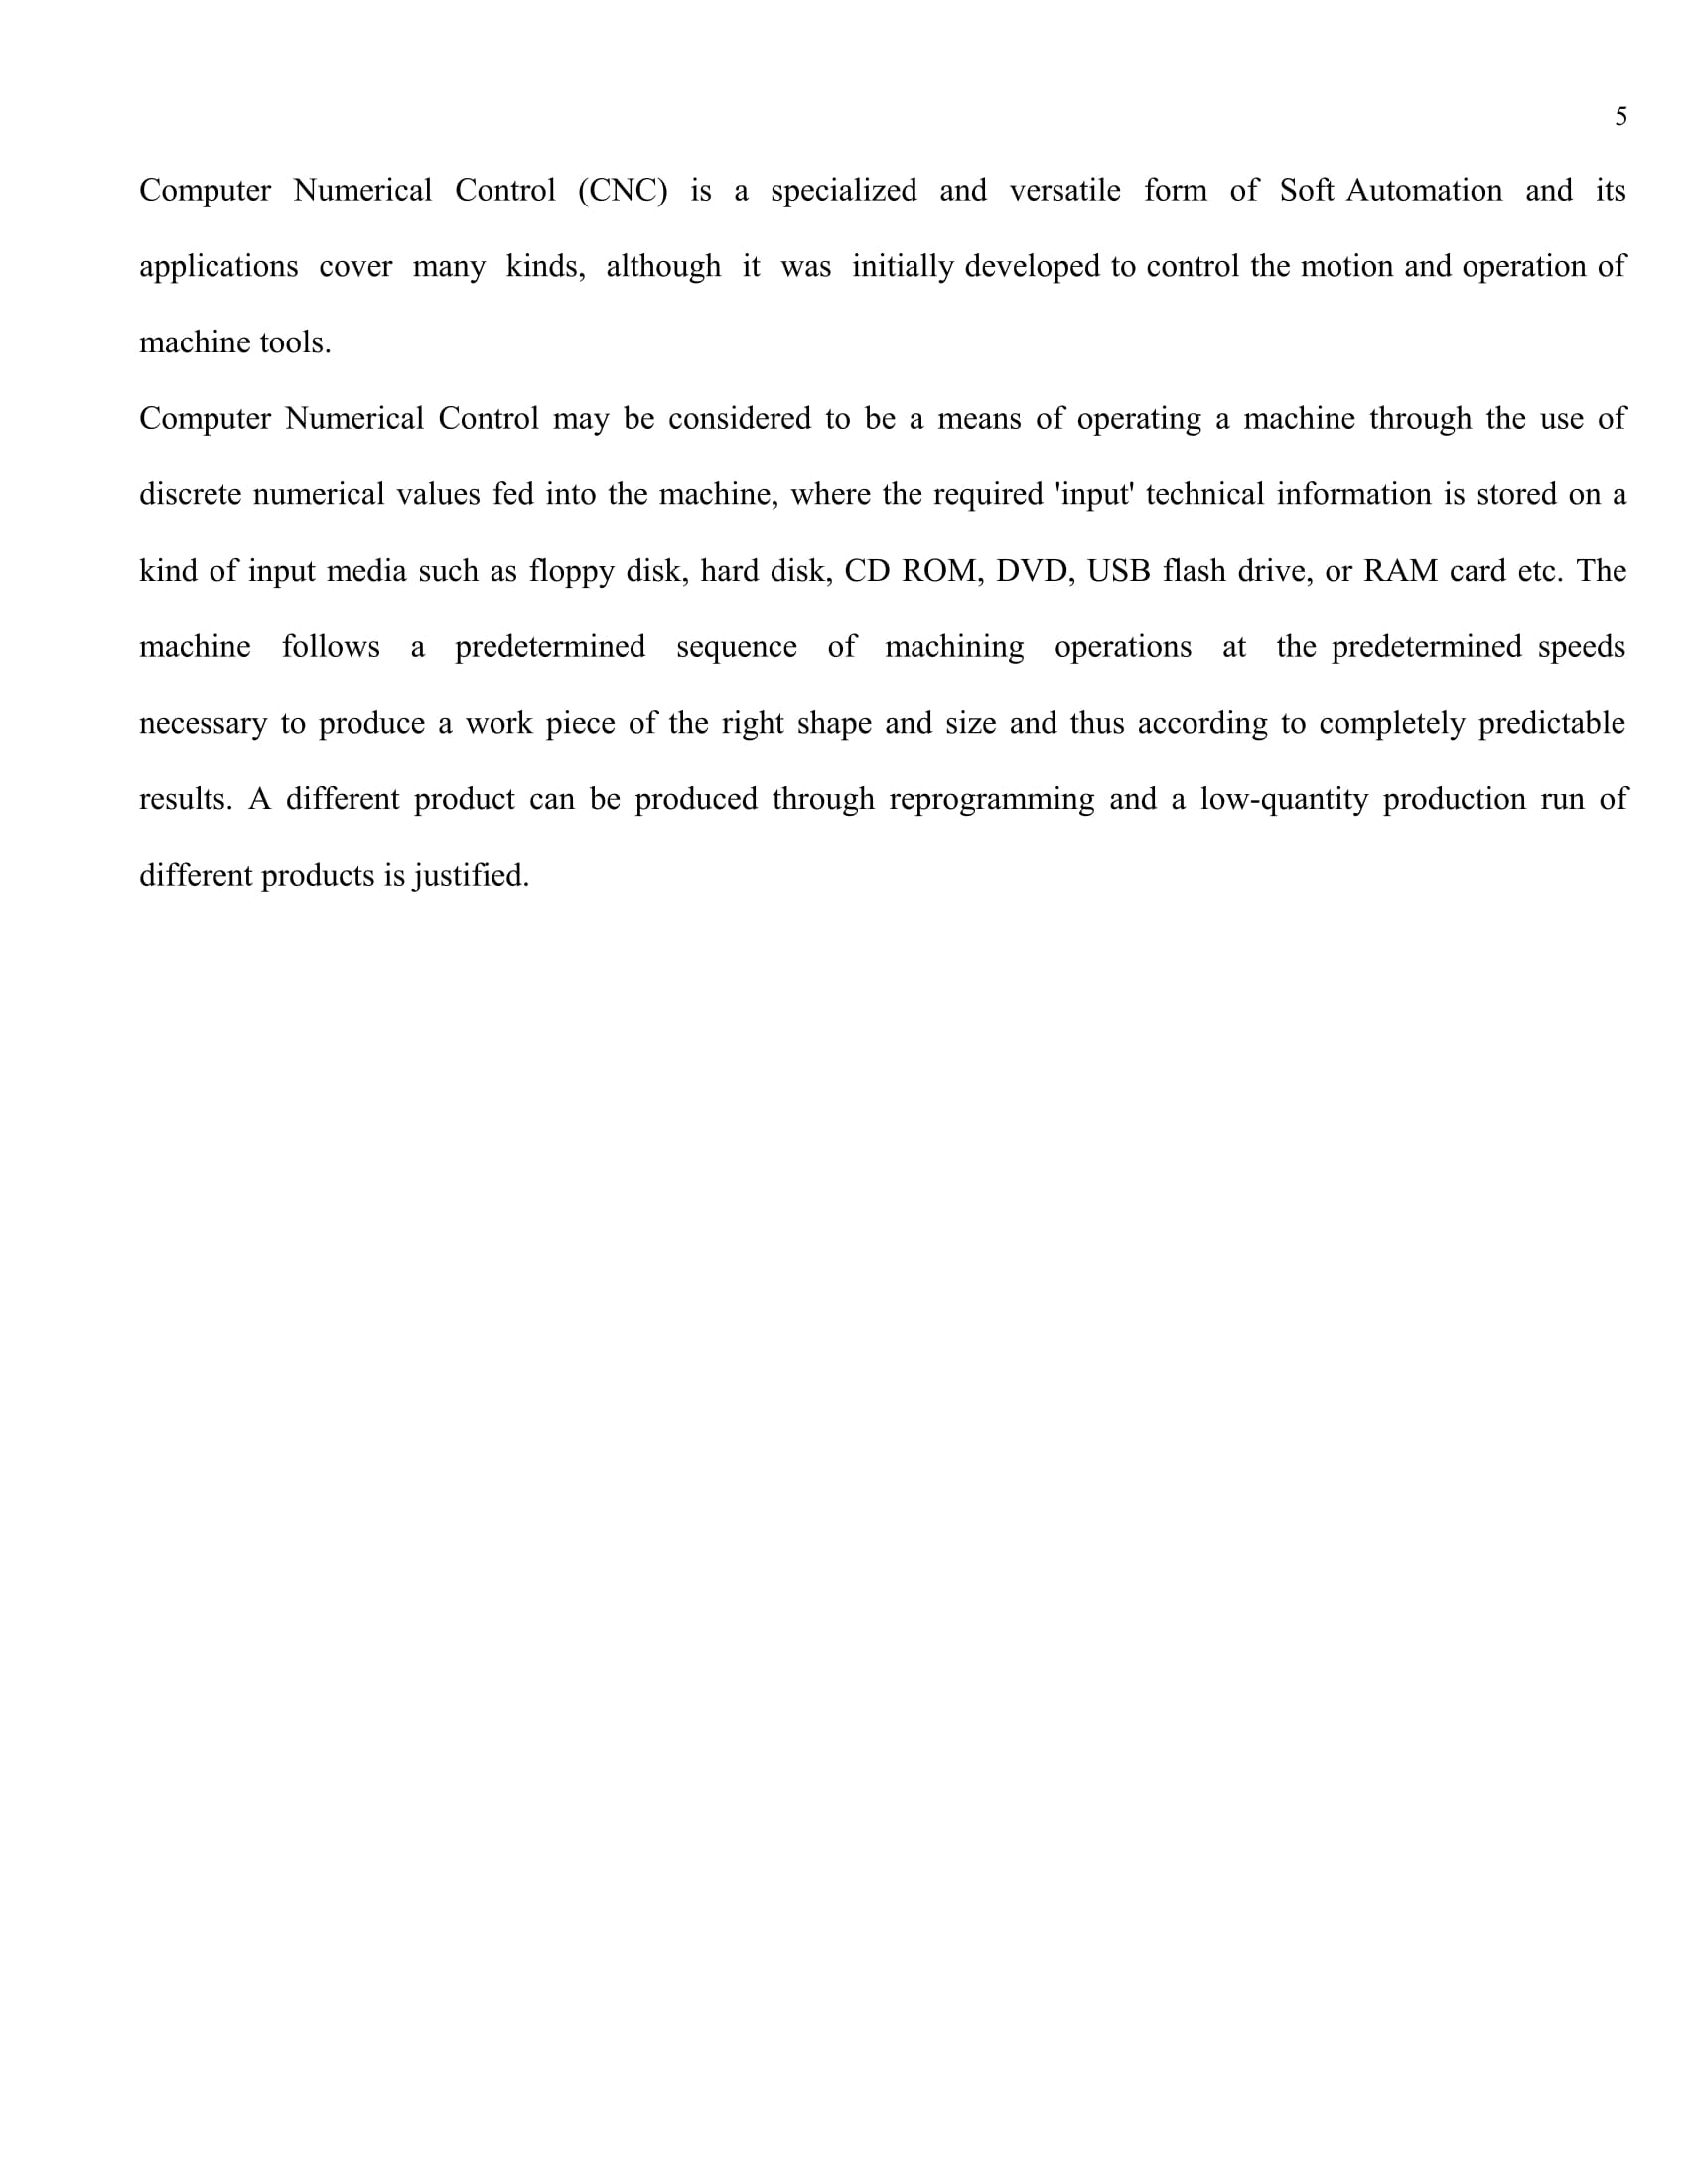 5
Computer Numerical Control (CNC) is a specialized and versatile form of Soft Automation and its
applications cover many kinds, although it was initially developed to control the motion and operation of
machine tools.
Computer Numerical Control may be considered to be a means of operating a machine through the use of
discrete numerical values fed into the machine, where the required 'input' technical information is stored on a
kind of input media such as floppy disk, hard disk, CD ROM, DVD, USB flash drive, or RAM card etc. The
machine follows a predetermined sequence of machining operations at the predetermined speeds
necessary to produce a work piece of the right shape and size and thus according to completely predictable
results. A different product can be produced through reprogramming and a low-quantity production run of
different products is justified.